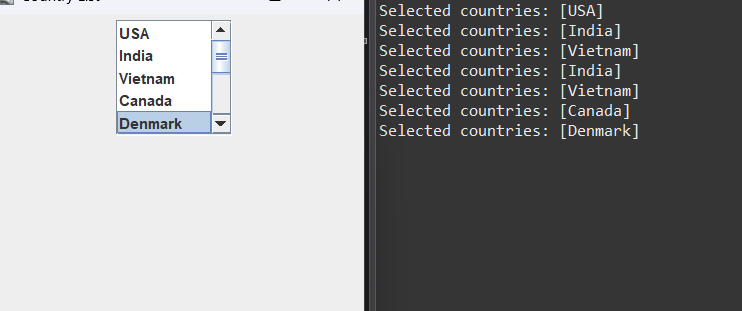 USA
India
Vietnam
Canada
Denmark
Selected countries: [USA]
Selected countries: [India]
Selected countries: [Vietnam]
Selected countries: [India]
Selected countries: [Vietnam]
Selected countries: [Canada]
Selected countries: [Denmark]